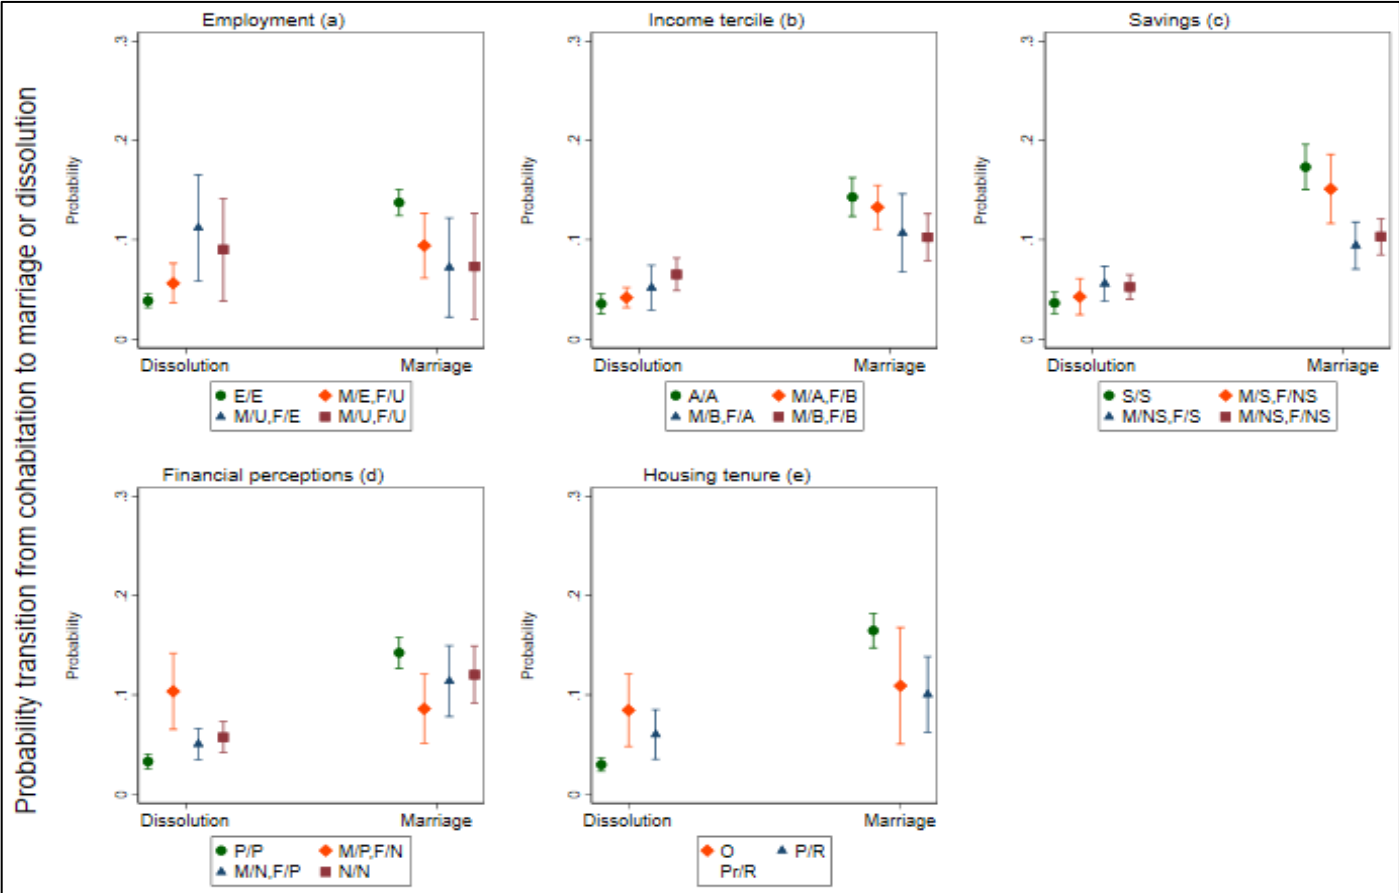 Probability transition from cohabitation to marriage or dissolution
Employment (a)
Probability
.3
.2
.1
0
Dissolution Marriage
E/E M/E,F/U
M/U,F/E M/U,F/U
Income tercile (b)
Probability
.3
.2
.1
0
Dissolution Marriage
A/A M/A,F/B
M/B,F/A M/B,F/B
Savings (c)
Probability
.3
.2
.1
0
Dissolution Marriage
S/S M/S,F/NS
M/NS,F/S M/NS,F/NS
Financial perceptions (d)
Probability
.3
.2
.1
0
Dissolution Marriage
P/P M/P,F/N
M/N,F/P N/N
Housing tenure (e)
Probability
.3
.2
.1
0
Dissolution Marriage
O P/R
Pr/R